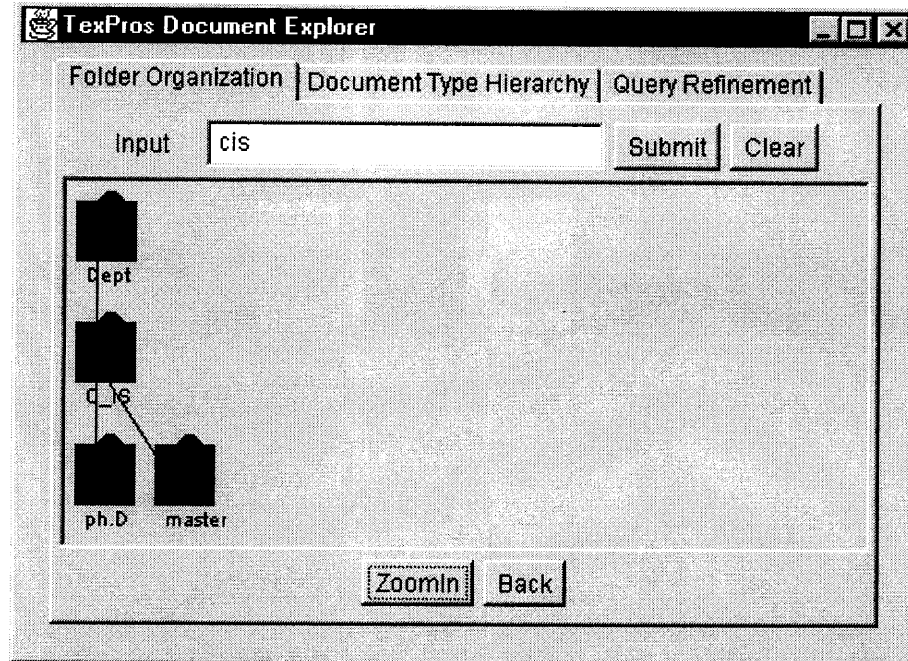 TexPros Document Explorer
Folder Organization Document Type Hierarchy Query Refinement
Input cis Submit Clear
Dept
C_IS
ph.D master
ZoomIn Back